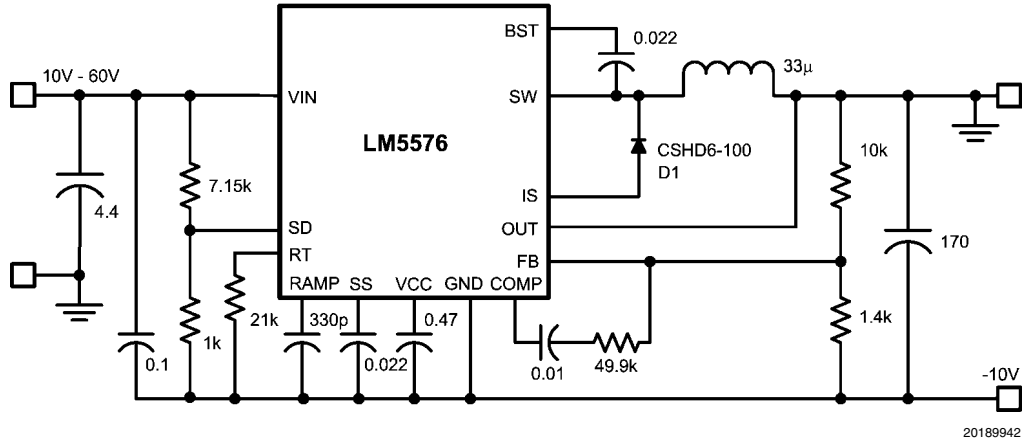 BST
0.022
10V - 60V
33µ
VIN
SW
LM5576
CSHD6-100
D1
10k
7.15k
4.4
IS
SD
OUT
170
RT
FB
RAMP SS VCC GND COMP
21k
330p
0.47
1.4k
1k
0.1
0.022
0.01
49.9k
-10V
20189942